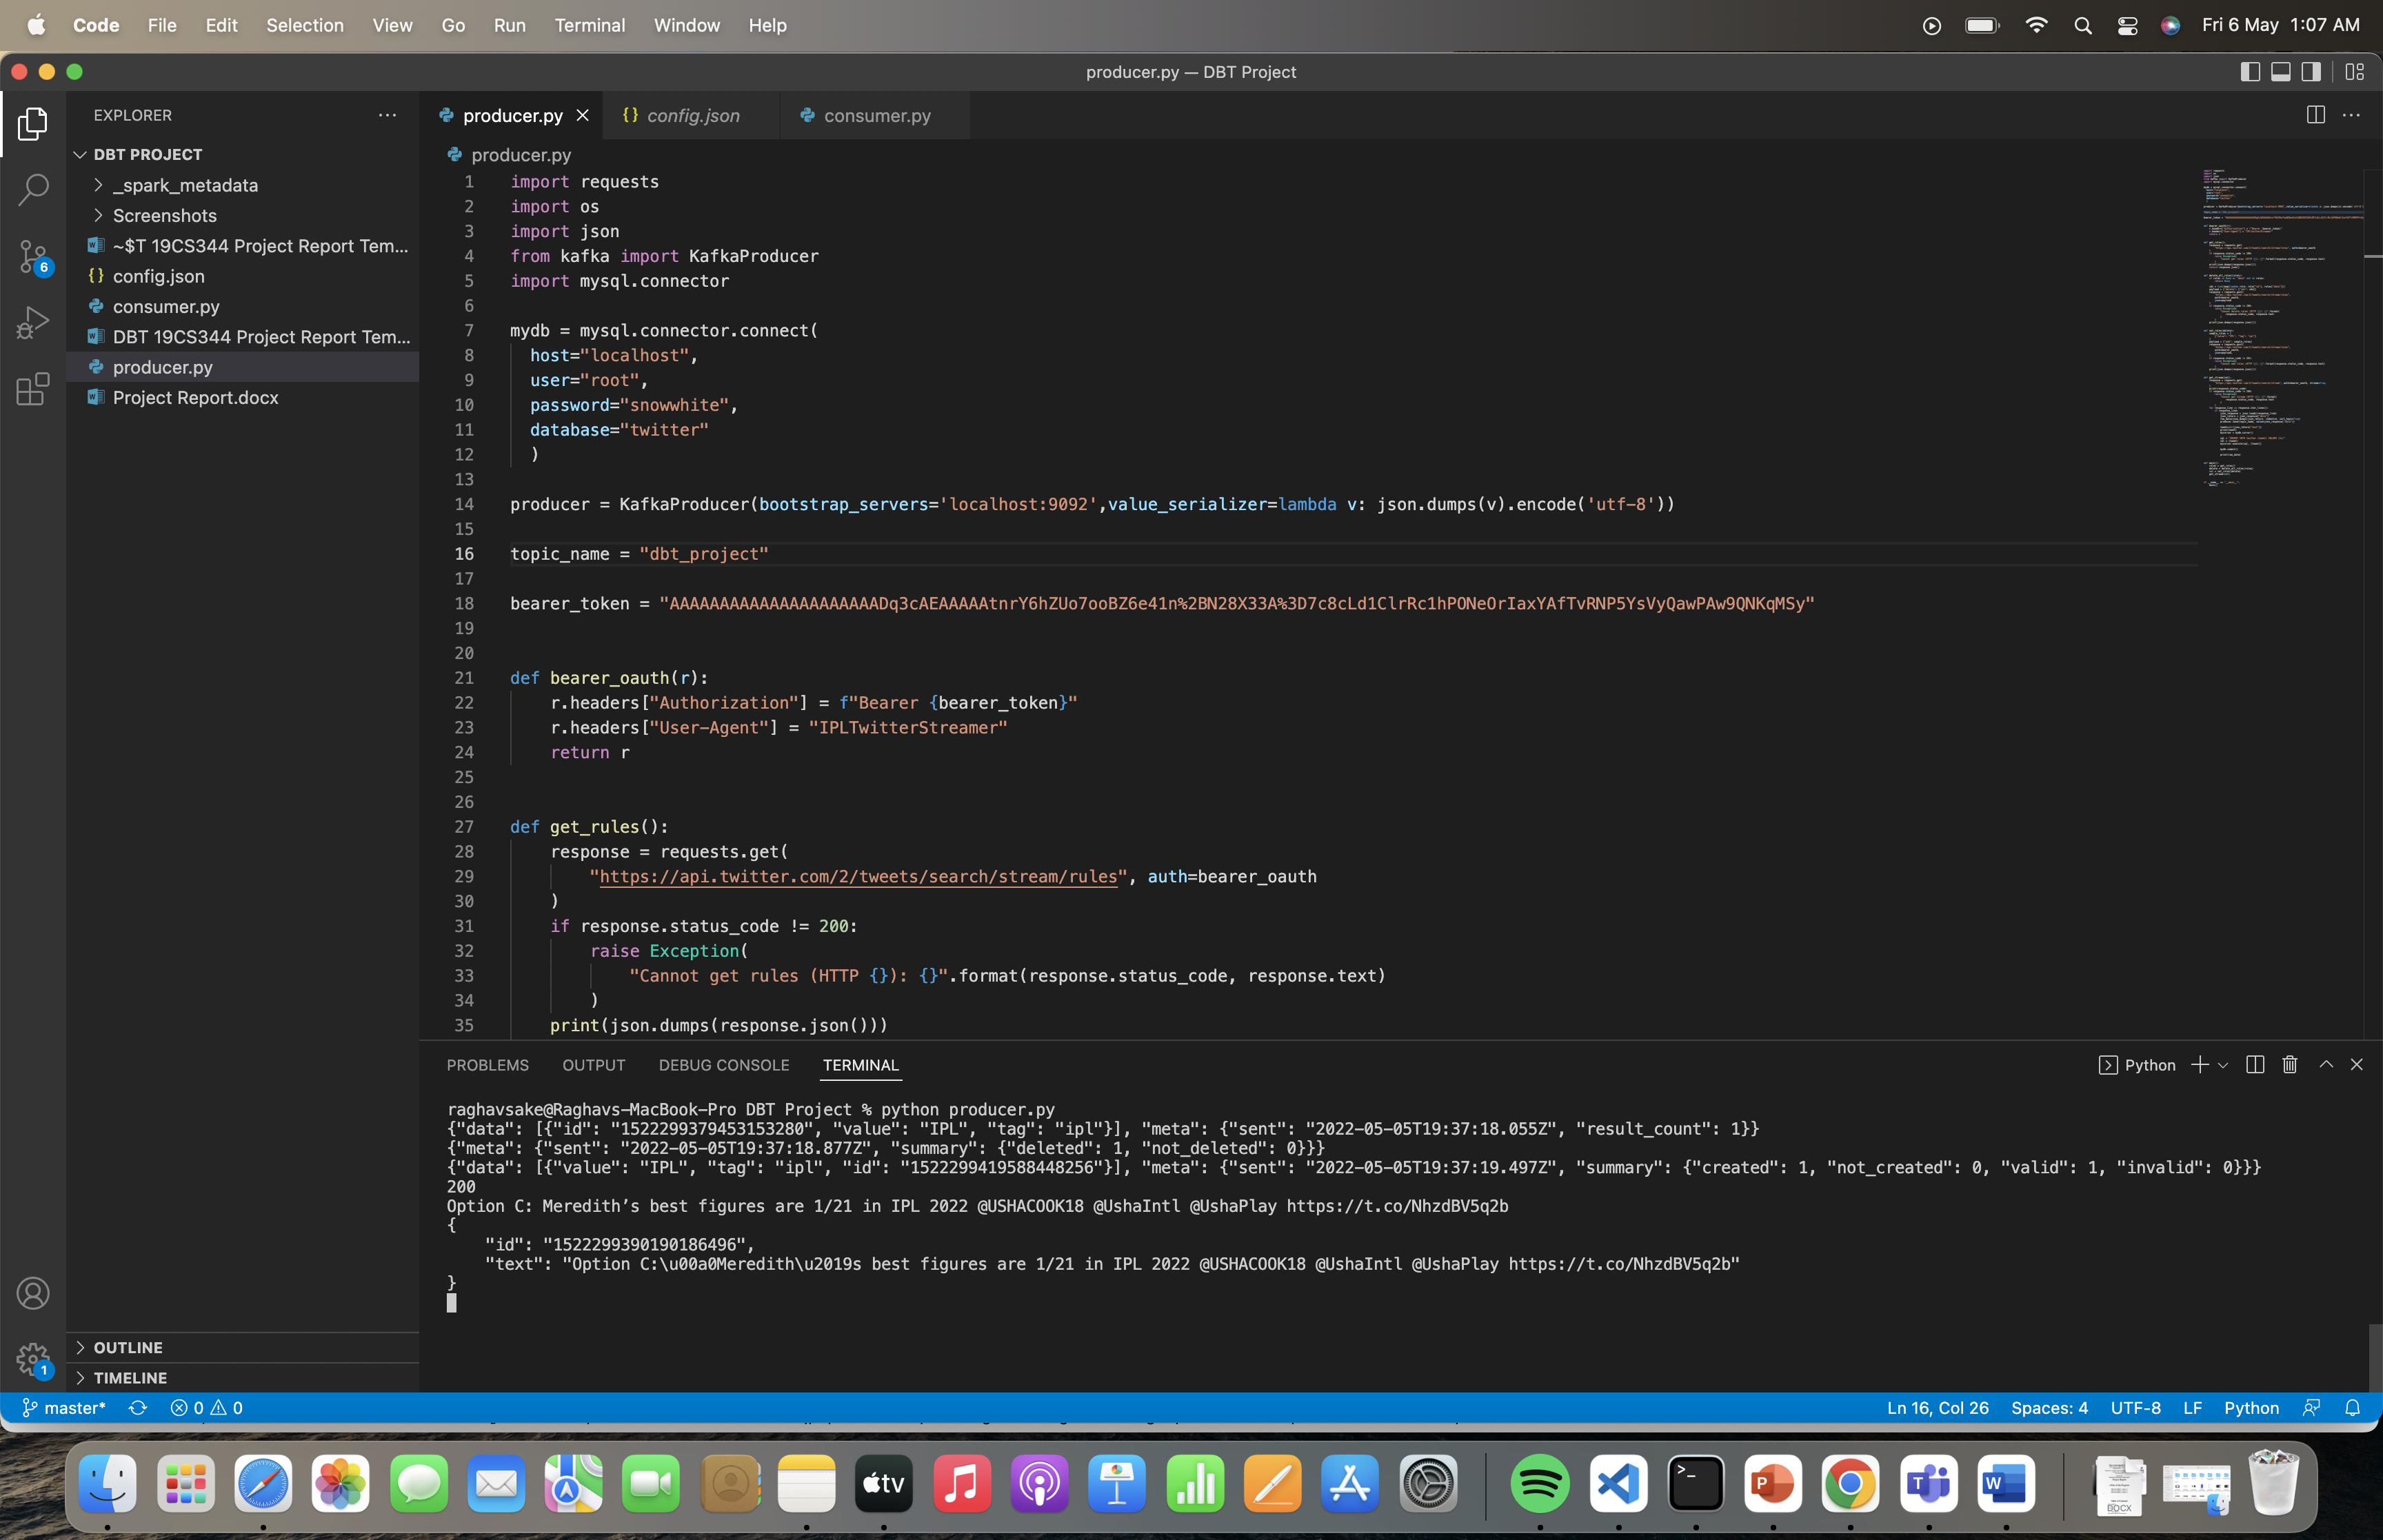 Code File Edit Selection View Go Run Terminal Window Help
Fri 6 May 1:07 AM
producer.py — DBT Project
EXPLORER
DBT PROJECT
_spark_metadata
Screenshots
~$T 19CS344 Project Report Tem...
config.json
consumer.py
DBT 19CS344 Project Report Tem...
producer.py
Project Report.docx
OUTLINE
TIMELINE
6
1
producer.py
config.json
consumer.py
producer.py
1 import requests
2 import os
3 import json
4 from kafka import KafkaProducer
5 import mysql.connector
6
7 mydb = mysql.connector.connect(
8 host="localhost",
9 user="root",
10 password="snowwhite",
11 database="twitter"
12 )
13
14 producer = KafkaProducer(bootstrap_servers='localhost:9092',value_serializer=lambda v: json.dumps(v).encode('utf-8'))
15
16 topic_name = "dbt_project"
17
18 bearer_token = "AAAAAAAAAAAAAAAAAAAAADq3cAEAAAAAtnrY6hZUo7ooBZ6e41n%2BN28X33A%3D7c8cLd1ClrRc1hPONeOrIaxYAfTvRNP5YsVyQawPAw9QNKqMSy"
19
20
21 def bearer_oauth(r):
22 r.headers["Authorization"] = f"Bearer {bearer_token}"
23 r.headers["User-Agent"] = "IPLTwitterStreamer"
24 return r
25
26
27 def get_rules():
28 response = requests.get(
29 "https://api.twitter.com/2/tweets/search/stream/rules", auth=bearer_oauth
30 )
31 if response.status_code != 200:
32 raise Exception(
33 "Cannot get rules (HTTP {}): {}".format(response.status_code, response.text)
34 )
35 print(json.dumps(response.json()))
PROBLEMS OUTPUT DEBUG CONSOLE TERMINAL
Python
raghavsake@Raghavs-MacBook-Pro DBT Project % python producer.py
{"data": [{"id": "1522299379453153280", "value": "IPL", "tag": "ipl"}], "meta": {"sent": "2022-05-05T19:37:18.055Z", "result_count": 1}}
{"meta": {"sent": "2022-05-05T19:37:18.877Z", "summary": {"deleted": 1, "not_deleted": 0}}}
{"data": [{"value": "IPL", "tag": "ipl", "id": "1522299419588448256"}], "meta": {"sent": "2022-05-05T19:37:19.497Z", "summary": {"created": 1, "not_created": 0, "valid": 1, "invalid": 0}}}
200
Option C: Meredith’s best figures are 1/21 in IPL 2022 @USHACOOK18 @UshaIntl @UshaPlay https://t.co/NhzdBV5q2b
{
"id": "1522299390190186496",
"text": "Option C:\u00a0Meredith\u2019s best figures are 1/21 in IPL 2022 @USHACOOK18 @UshaIntl @UshaPlay https://t.co/NhzdBV5q2b"
}
master* 0 0
Ln 16, Col 26 Spaces: 4 UTF-8 LF Python
tv
DOCX